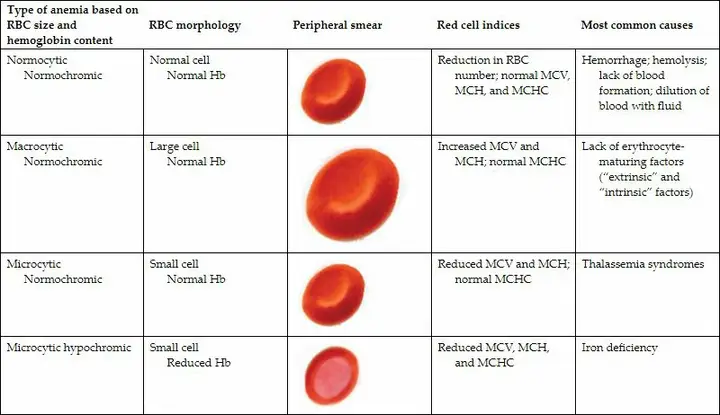 Type of anemia based on
RBC size and
hemoglobin content
RBC morphology
Peripheral smear
Red cell indices
Most common causes
Normocytic
Normochromic
Normal cell
Normal Hb
Reduction in RBC
number; normal MCV,
MCH, and MCHC
Hemorrhage; hemolysis;
lack of blood
formation; dilution of
blood with fluid
Macrocytic
Normochromic
Large cell
Normal Hb
Increased MCV and
MCH; normal MCHC
Lack of erythrocyte-
maturing factors
(“extrinsic” and
“intrinsic” factors)
Microcytic
Normochromic
Small cell
Normal Hb
Reduced MCV and MCH;
normal MCHC
Thalassemia syndromes
Microcytic hypochromic
Small cell
Reduced Hb
Reduced MCV, MCH,
and MCHC
Iron deficiency